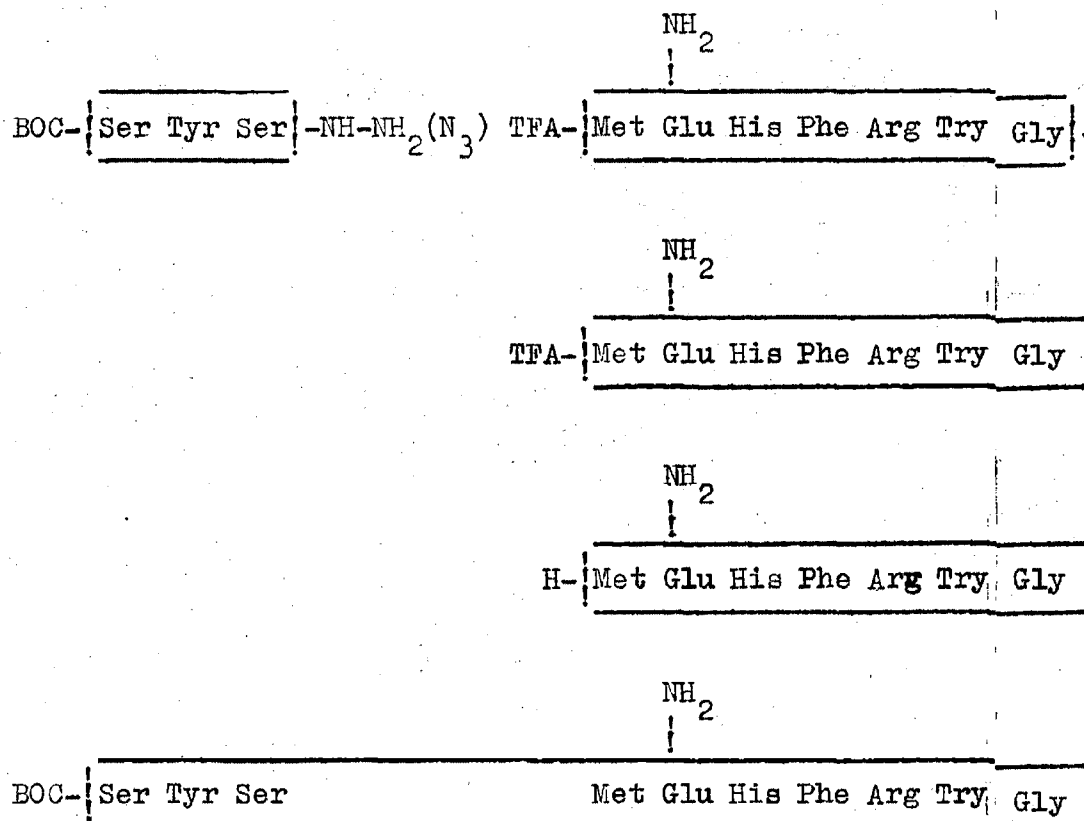 NH2
BOC- Ser Tyr Ser -NH-NH2(N3) TFA- Met Glu His Phe Arg Try Gly
NH2
TFA- Met Glu His Phe Arg Try Gly
NH2
H- Met Glu His Phe Arg Try Gly
NH2
BOC- Ser Tyr Ser Met Glu His Phe Arg Try Gly